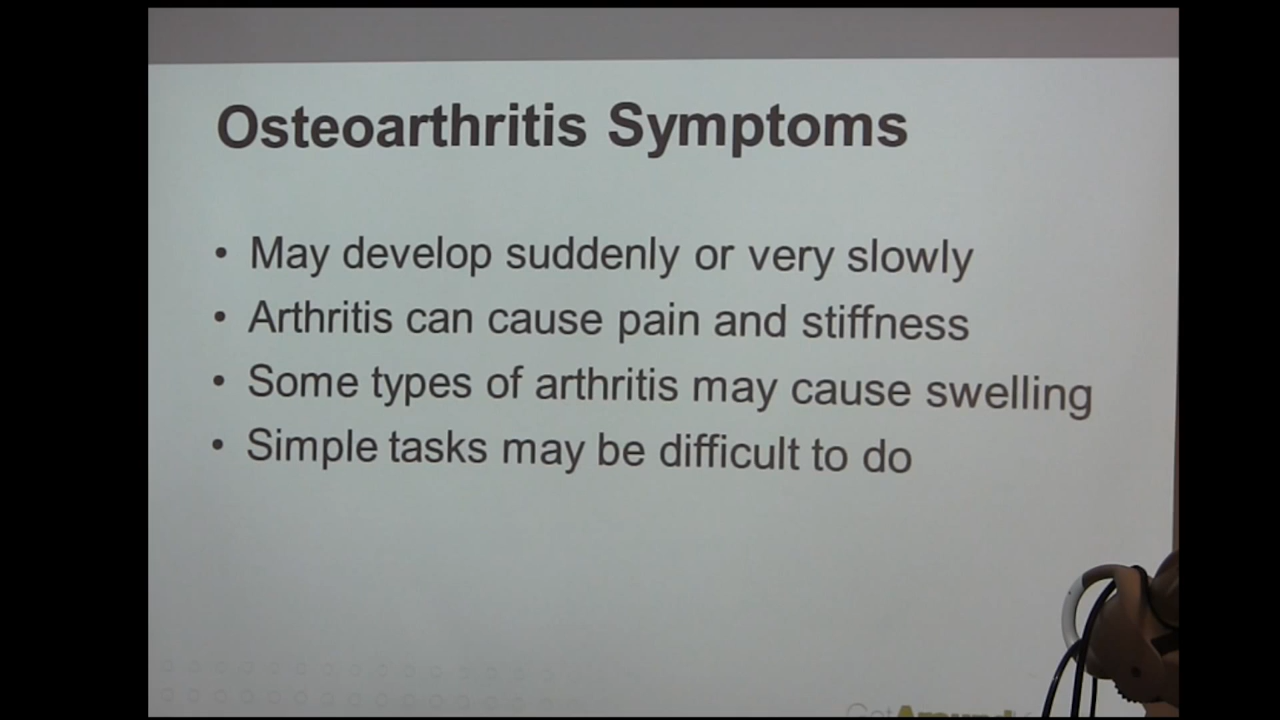 Osteoarthritis Symptoms
• May develop suddenly or very slowly
• Arthritis can cause pain and stiffness
• Some types of arthritis may cause swelling
• Simple tasks may be difficult to do